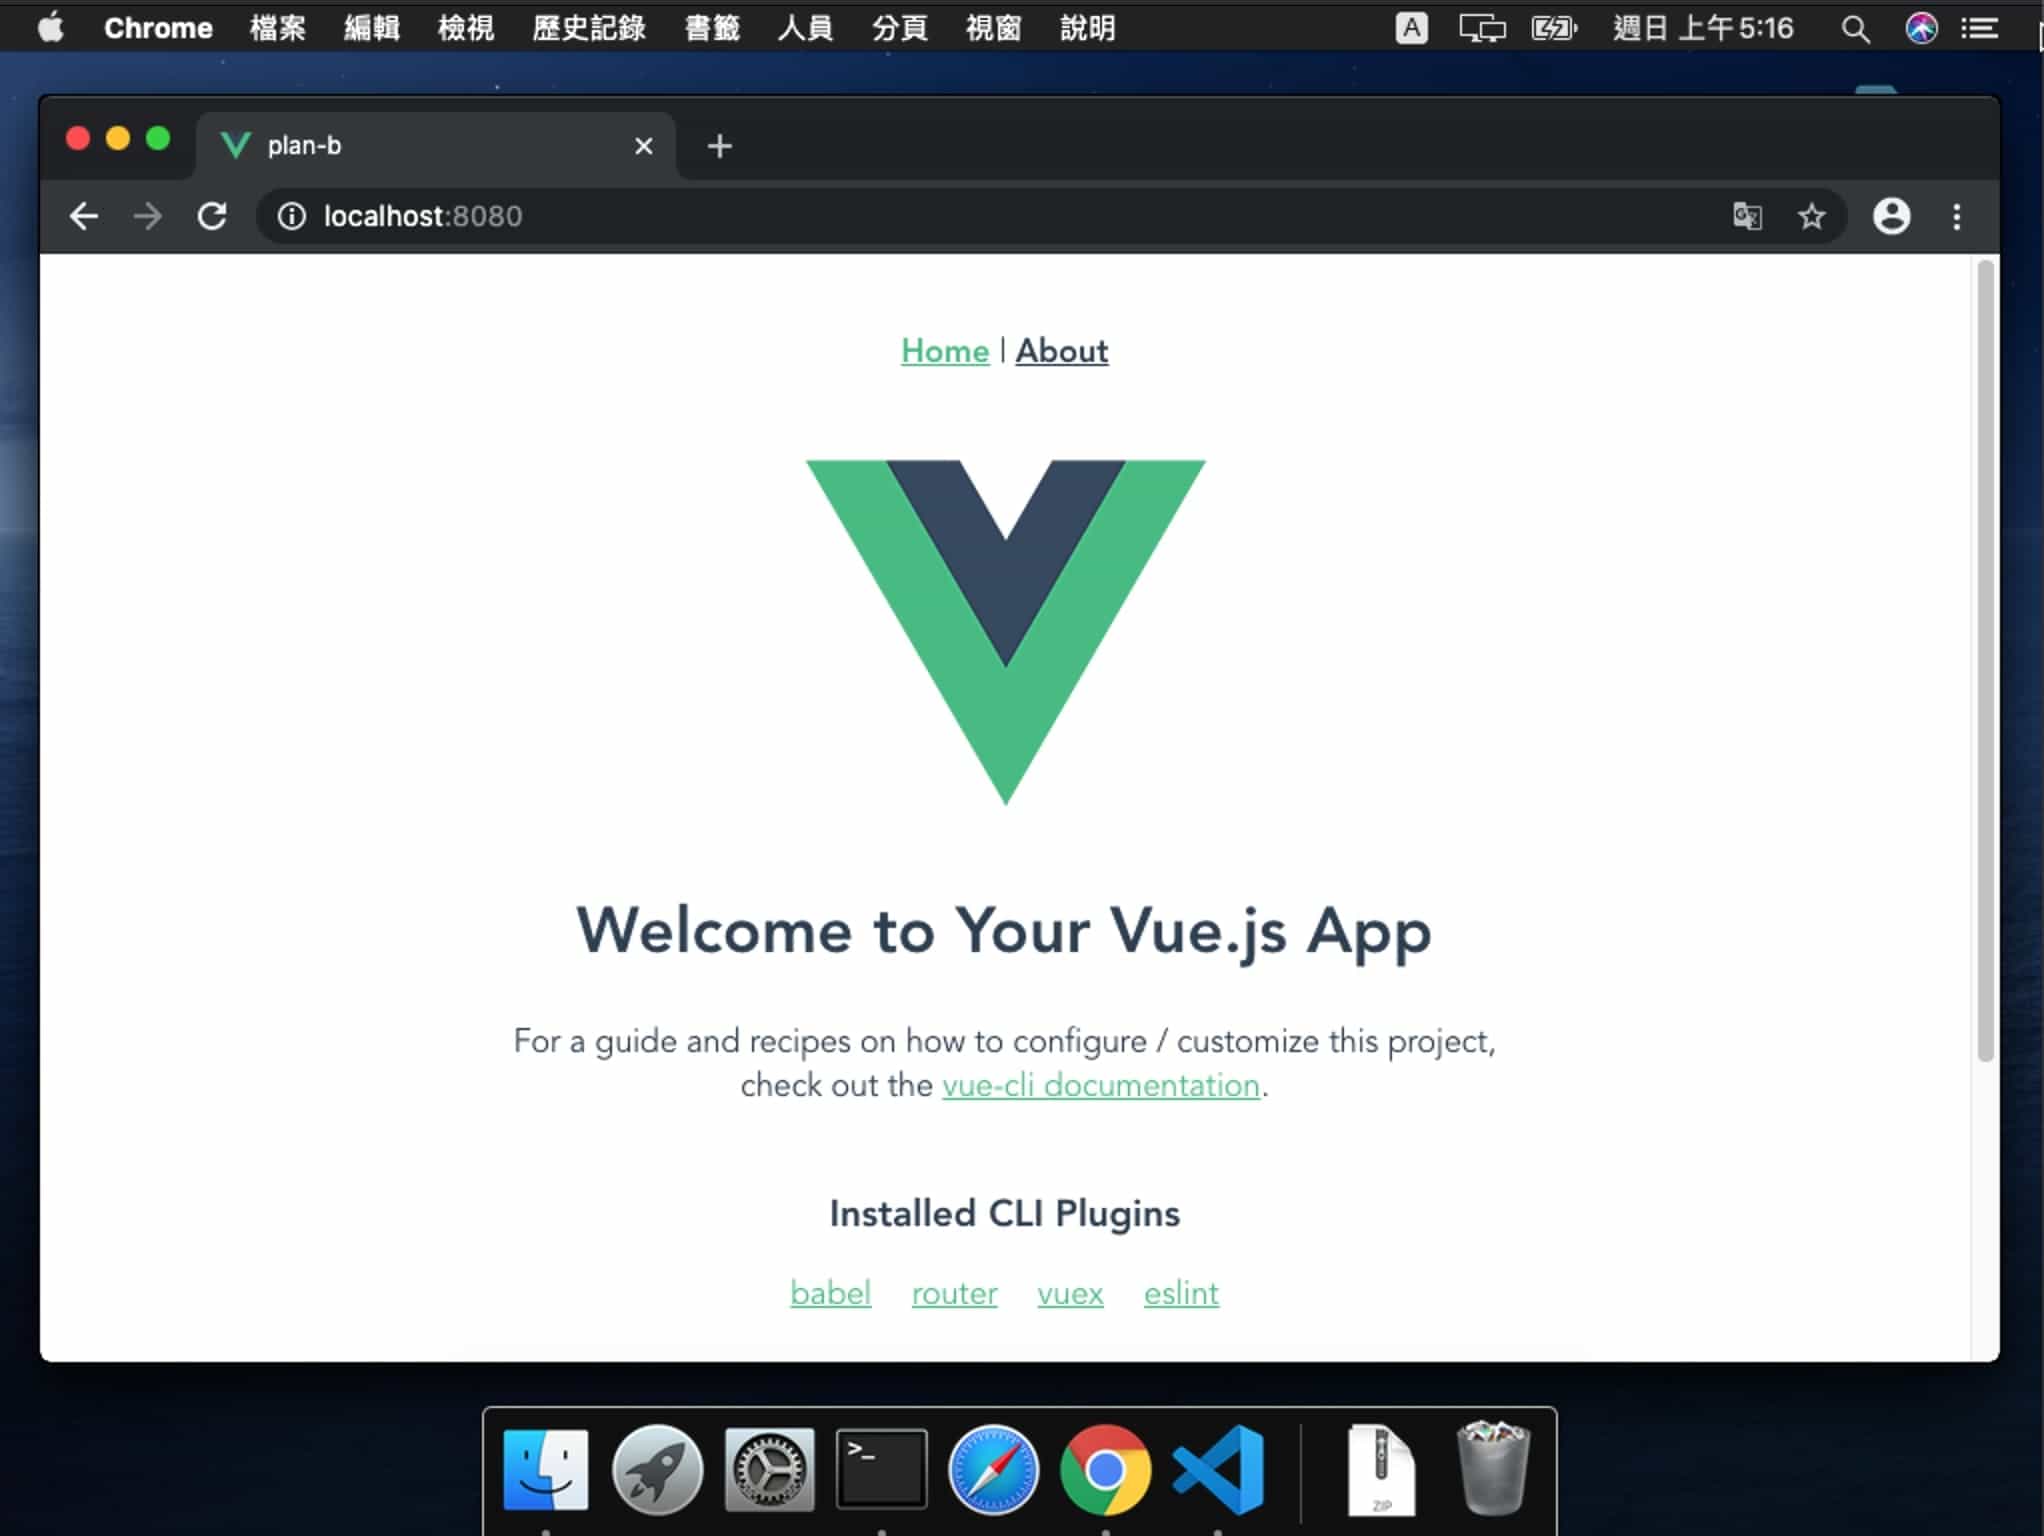 Chrome 檔案 編輯 檢視 歷史記錄 書籤 人員 分頁 視窗 說明 A 週日 上午5:16
plan-b
localhost:8080
Home | About
Welcome to Your Vue.js App
For a guide and recipes on how to configure / customize this project,
check out the vue-cli documentation.
Installed CLI Plugins
babel router vuex eslint
>_
ZIP